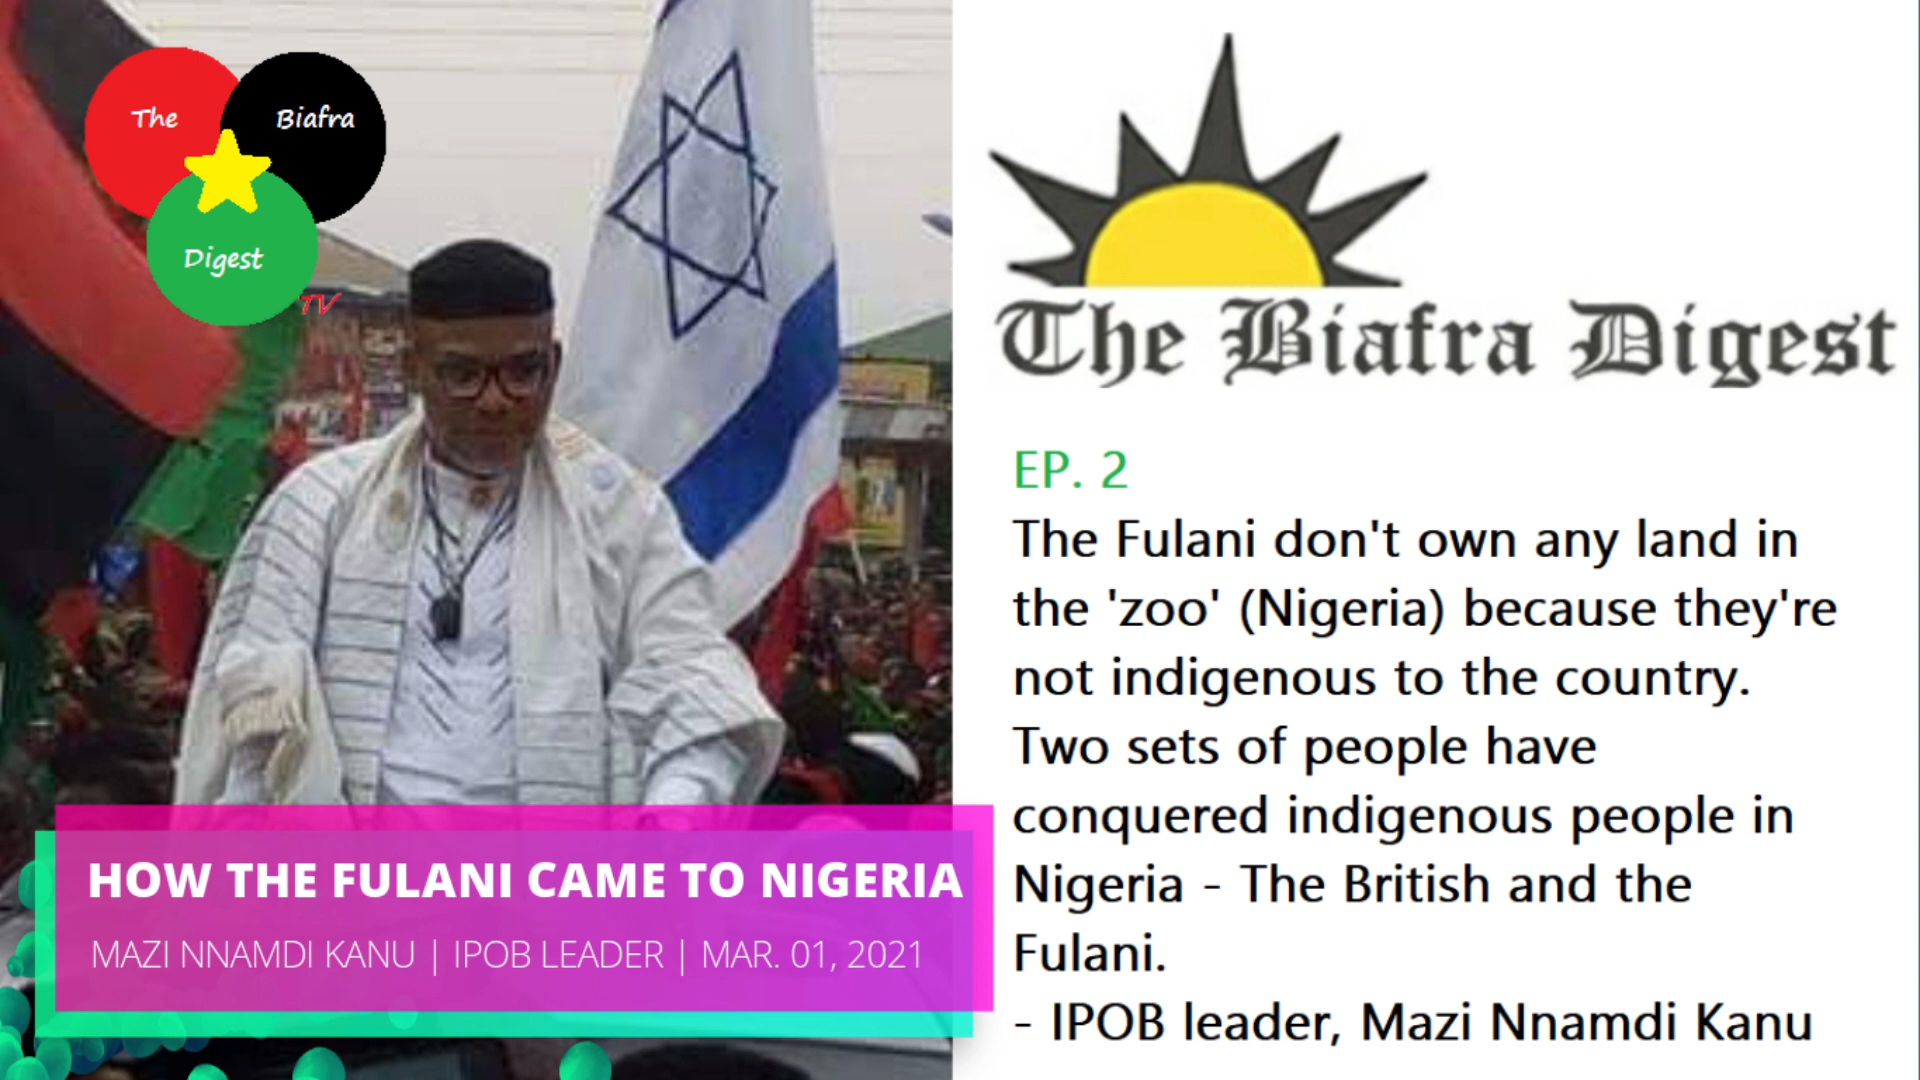 The
Biafra
Digest
TV
The Biafra Digest
EP. 2
The Fulani don't own any land in
the 'zoo' (Nigeria) because they're
not indigenous to the country.
Two sets of people have
conquered indigenous people in
Nigeria - The British and the
Fulani.
- IPOB leader, Mazi Nnamdi Kanu
HOW THE FULANI CAME TO NIGERIA
MAZI NNAMDI KANU | IPOB LEADER | MAR. 01, 2021